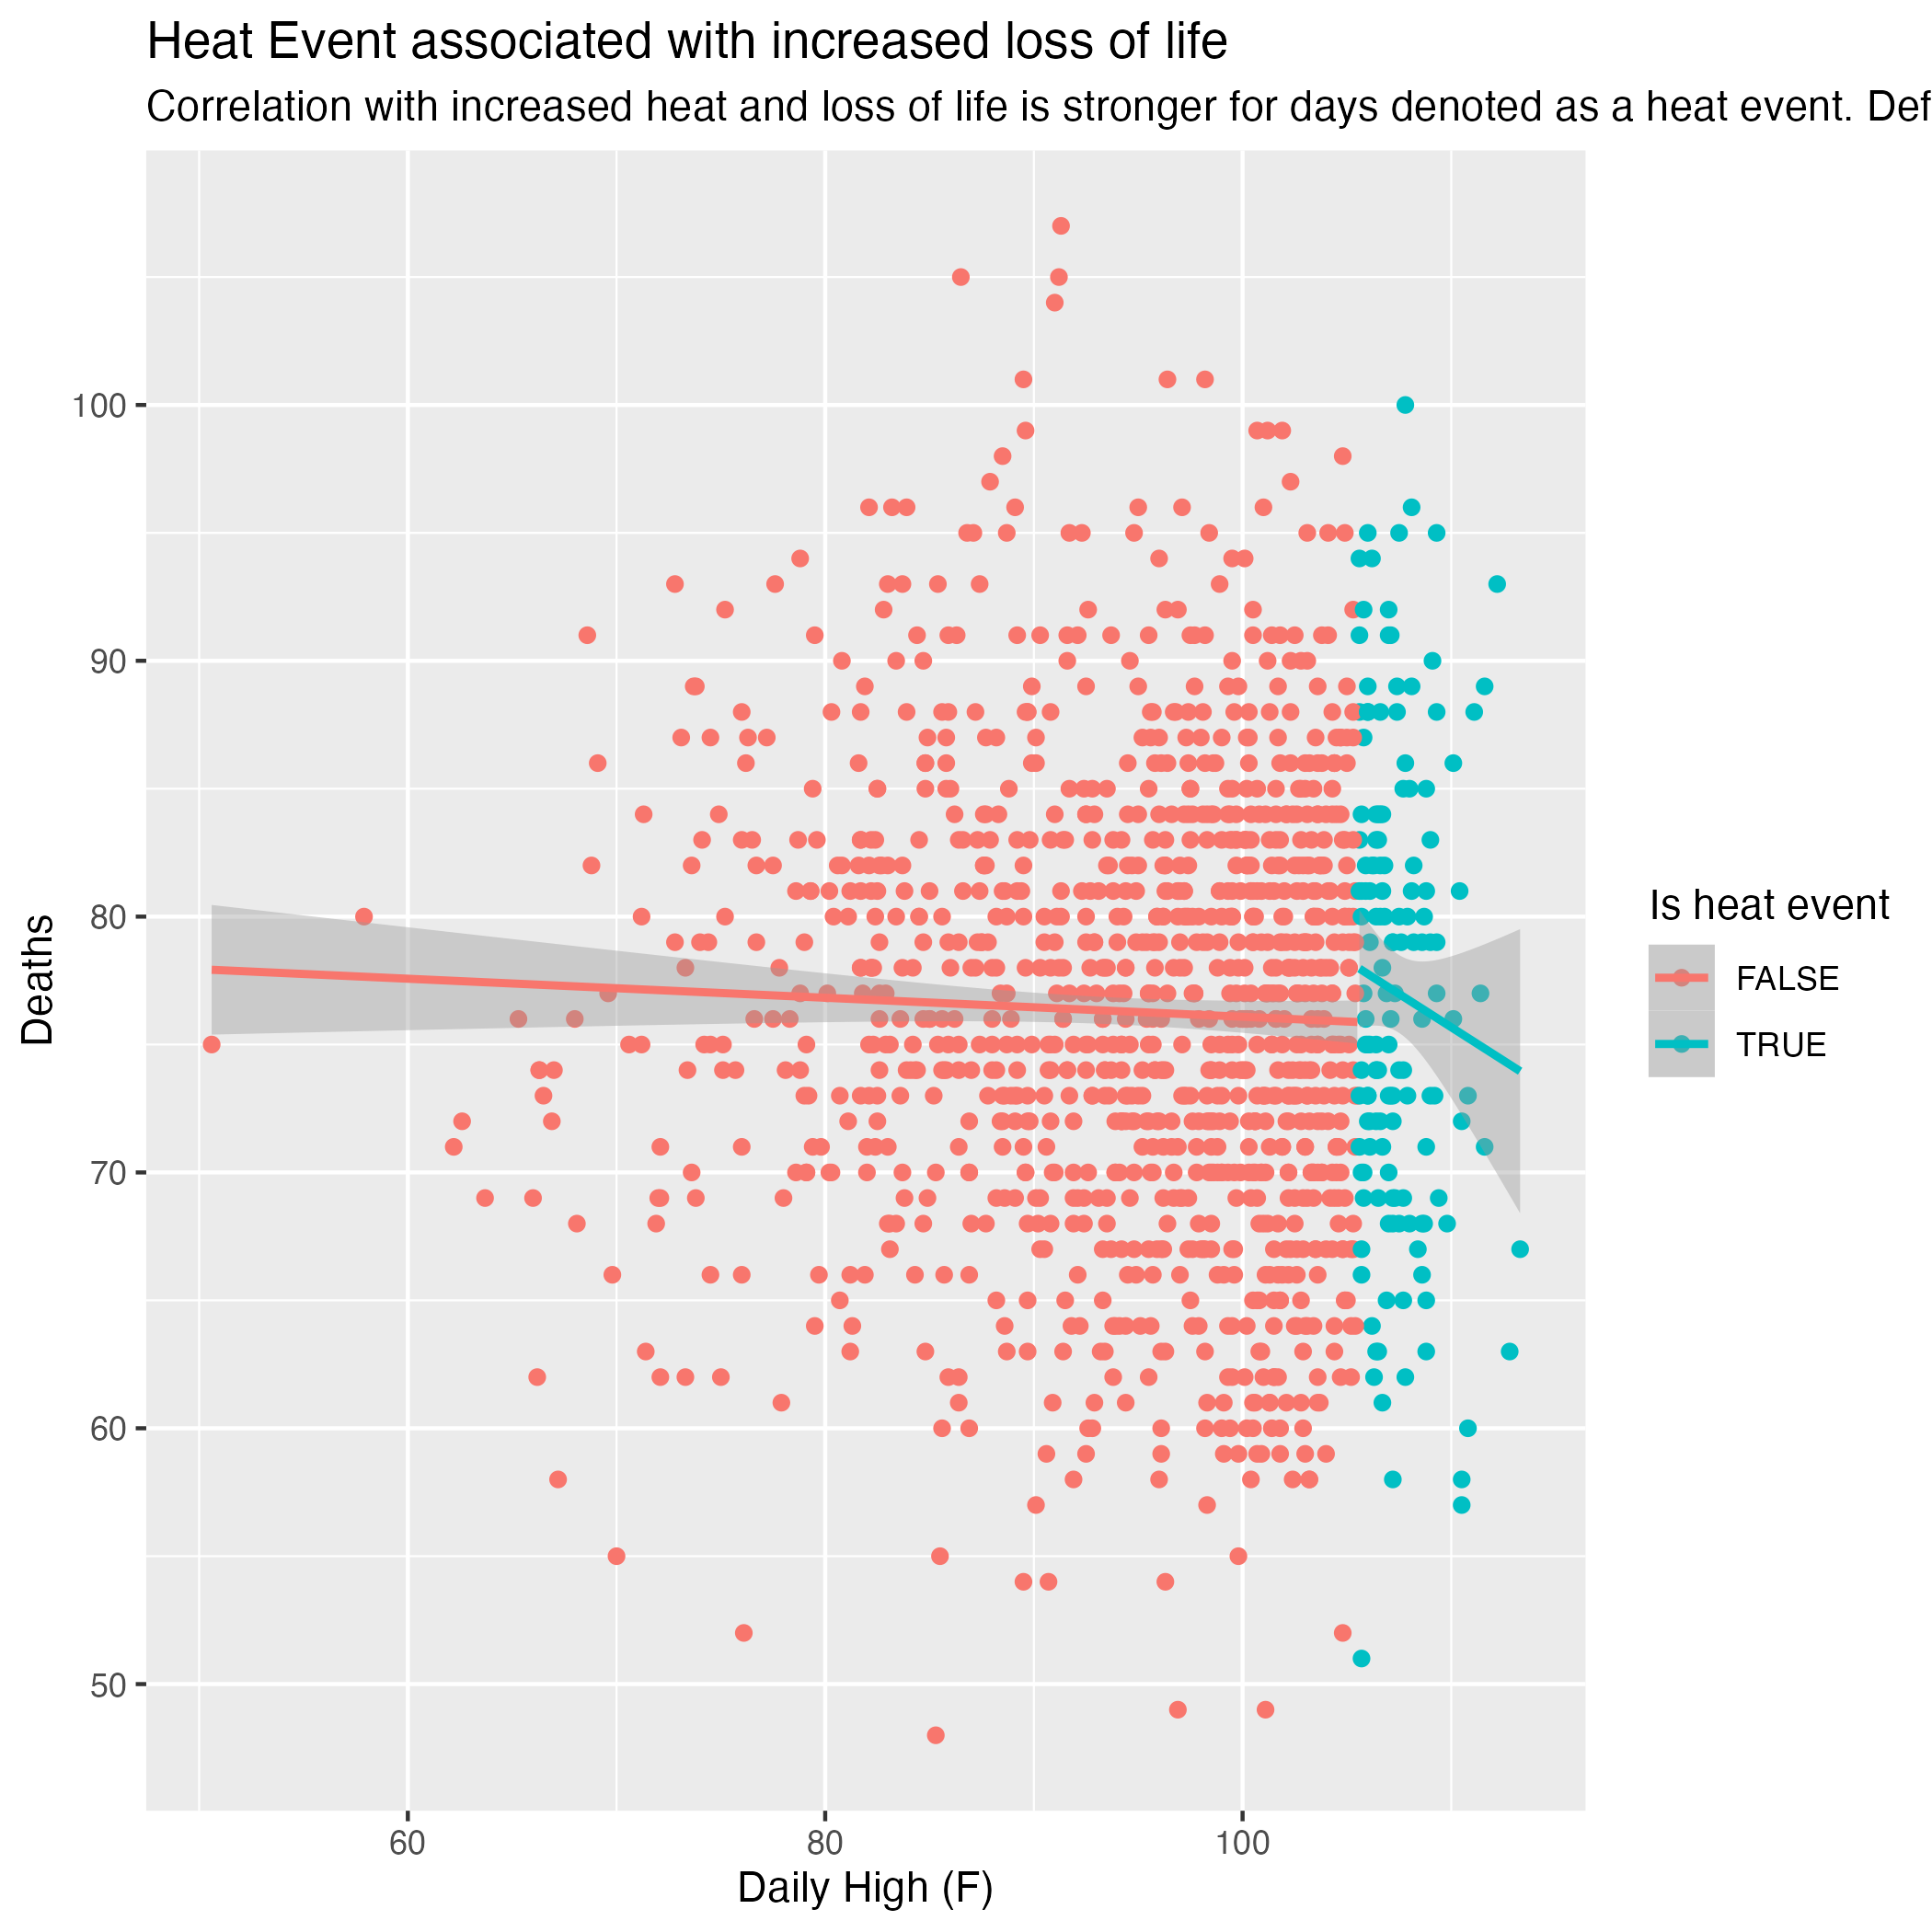 Heat Event associated with increased loss of life
Correlation with increased heat and loss of life is stronger for days denoted as a heat event. Def
100
90
80
70
60
50
Deaths
60
80
100
Daily High (F)
Is heat event
FALSE
TRUE